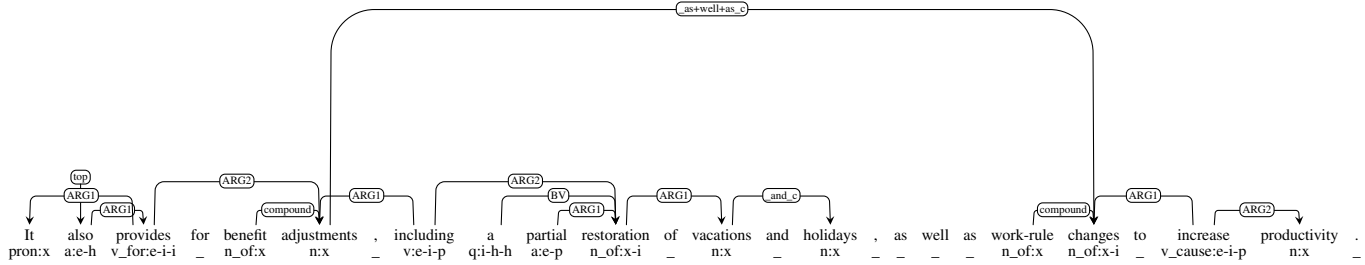 _as+well+as_c
top
ARG1 ARG2 ARG2
ARG1 BV ARG1 _and_c ARG1
ARG1 compound ARG1 compound ARG2
It also provides for benefit adjustments , including a partial restoration of vacations and holidays , as well as work-rule changes to increase productivity .
pron:x a:e-h v_for:e-i-i _ n_of:x n:x _ v:e-i-p q:i-h-h a:e-p n_of:x-i _ n:x _ n:x _ _ _ _ n_of:x n_of:x-i _ v_cause:e-i-p n:x _